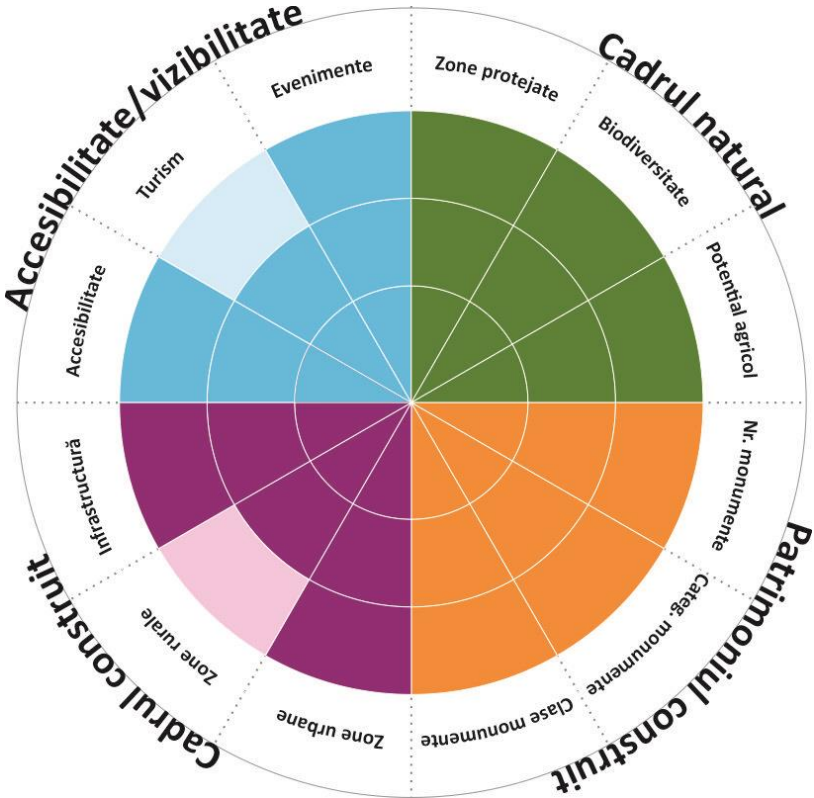 Accesibilitate/vizibilitate
Cadrul natural
Evenimente
Zone protejate
Turism
Biodiversitate
Accesibilitate
Potential agricol
Infrastructură
Nr. monumente
Zone rurale
Categ. monumente
Zone urbane
Clase monumente
Cadrul construit
Patrimoniul construit